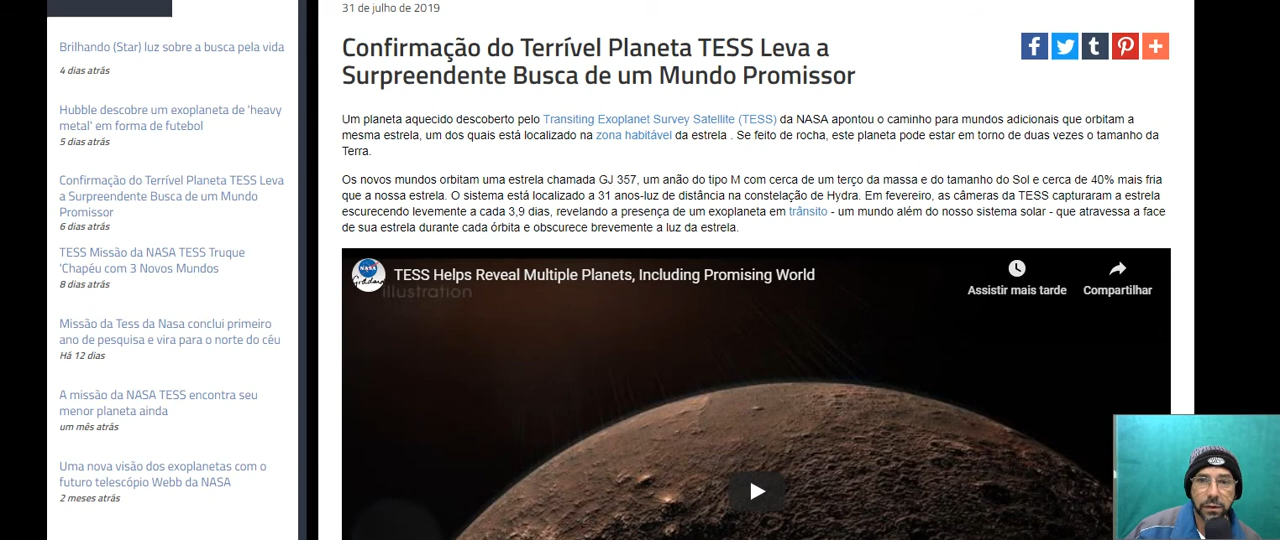 Brilhando (Star) luz sobre a busca pela vida
4 dias atrás
Hubble descobre um exoplaneta de 'heavy
metal' em forma de futebol
5 dias atrás
Confirmação do Terrível Planeta TESS Leva
a Surpreendente Busca de um Mundo
Promissor
6 dias atrás
TESS Missão da NASA TESS Truque
'Chapéu com 3 Novos Mundos
8 dias atrás
Missão da Tess da Nasa conclui primeiro
ano de pesquisa e vira para o norte do céu
Há 12 dias
A missão da NASA TESS encontra seu
menor planeta ainda
um mês atrás
Uma nova visão dos exoplanetas com o
futuro telescópio Webb da NASA
2 meses atrás
31 de julho de 2019
Confirmação do Terrível Planeta TESS Leva a
Surpreendente Busca de um Mundo Promissor
Um planeta aquecido descoberto pelo Transiting Exoplanet Survey Satellite (TESS) da NASA apontou o caminho para mundos adicionais que orbitam a
mesma estrela, um dos quais está localizado na zona habitável da estrela . Se feito de rocha, este planeta pode estar em torno de duas vezes o tamanho da
Terra.
Os novos mundos orbitam uma estrela chamada GJ 357, um anão do tipo M com cerca de um terço da massa e do tamanho do Sol e cerca de 40% mais fria
que a nossa estrela. O sistema está localizado a 31 anos-luz de distância na constelação de Hydra. Em fevereiro, as câmeras da TESS capturaram a estrela
escurecendo levemente a cada 3,9 dias, revelando a presença de um exoplaneta em trânsito - um mundo além do nosso sistema solar - que atravessa a face
de sua estrela durante cada órbita e obscurece brevemente a luz da estrela.
NASA
Goddard
TESS Helps Reveal Multiple Planets, Including Promising World
Illustration
Assistir mais tarde
Compartilhar